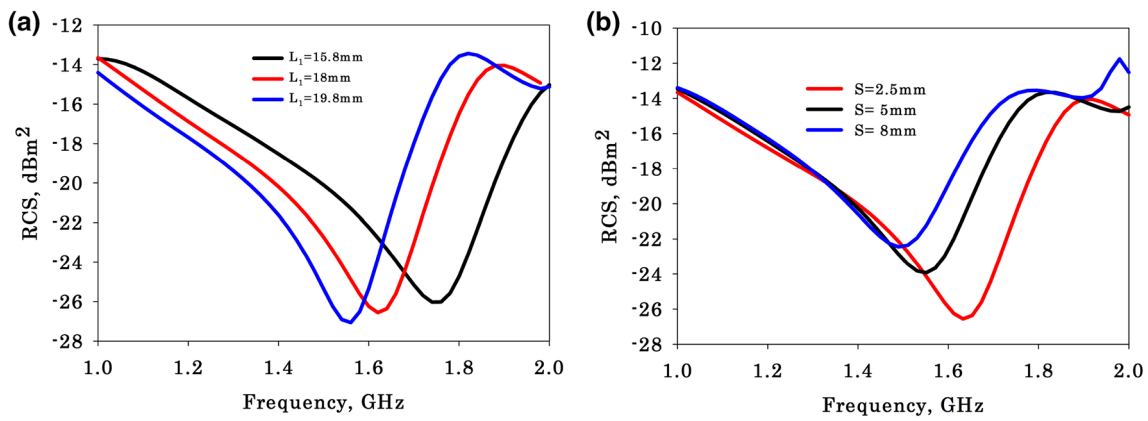 (a)
-12
-14
-16
-18
-20
-22
-24
-26
-28
RCS, dBm²
L₁=15.8mm
L₁=18mm
L₁=19.8mm
1.0 1.2 1.4 1.6 1.8 2.0
Frequency, GHz
(b)
-10
-12
-14
-16
-18
-20
-22
-24
-26
-28
RCS, dBm²
S=2.5mm
S= 5mm
S= 8mm
1.0 1.2 1.4 1.6 1.8 2.0
Frequency, GHz